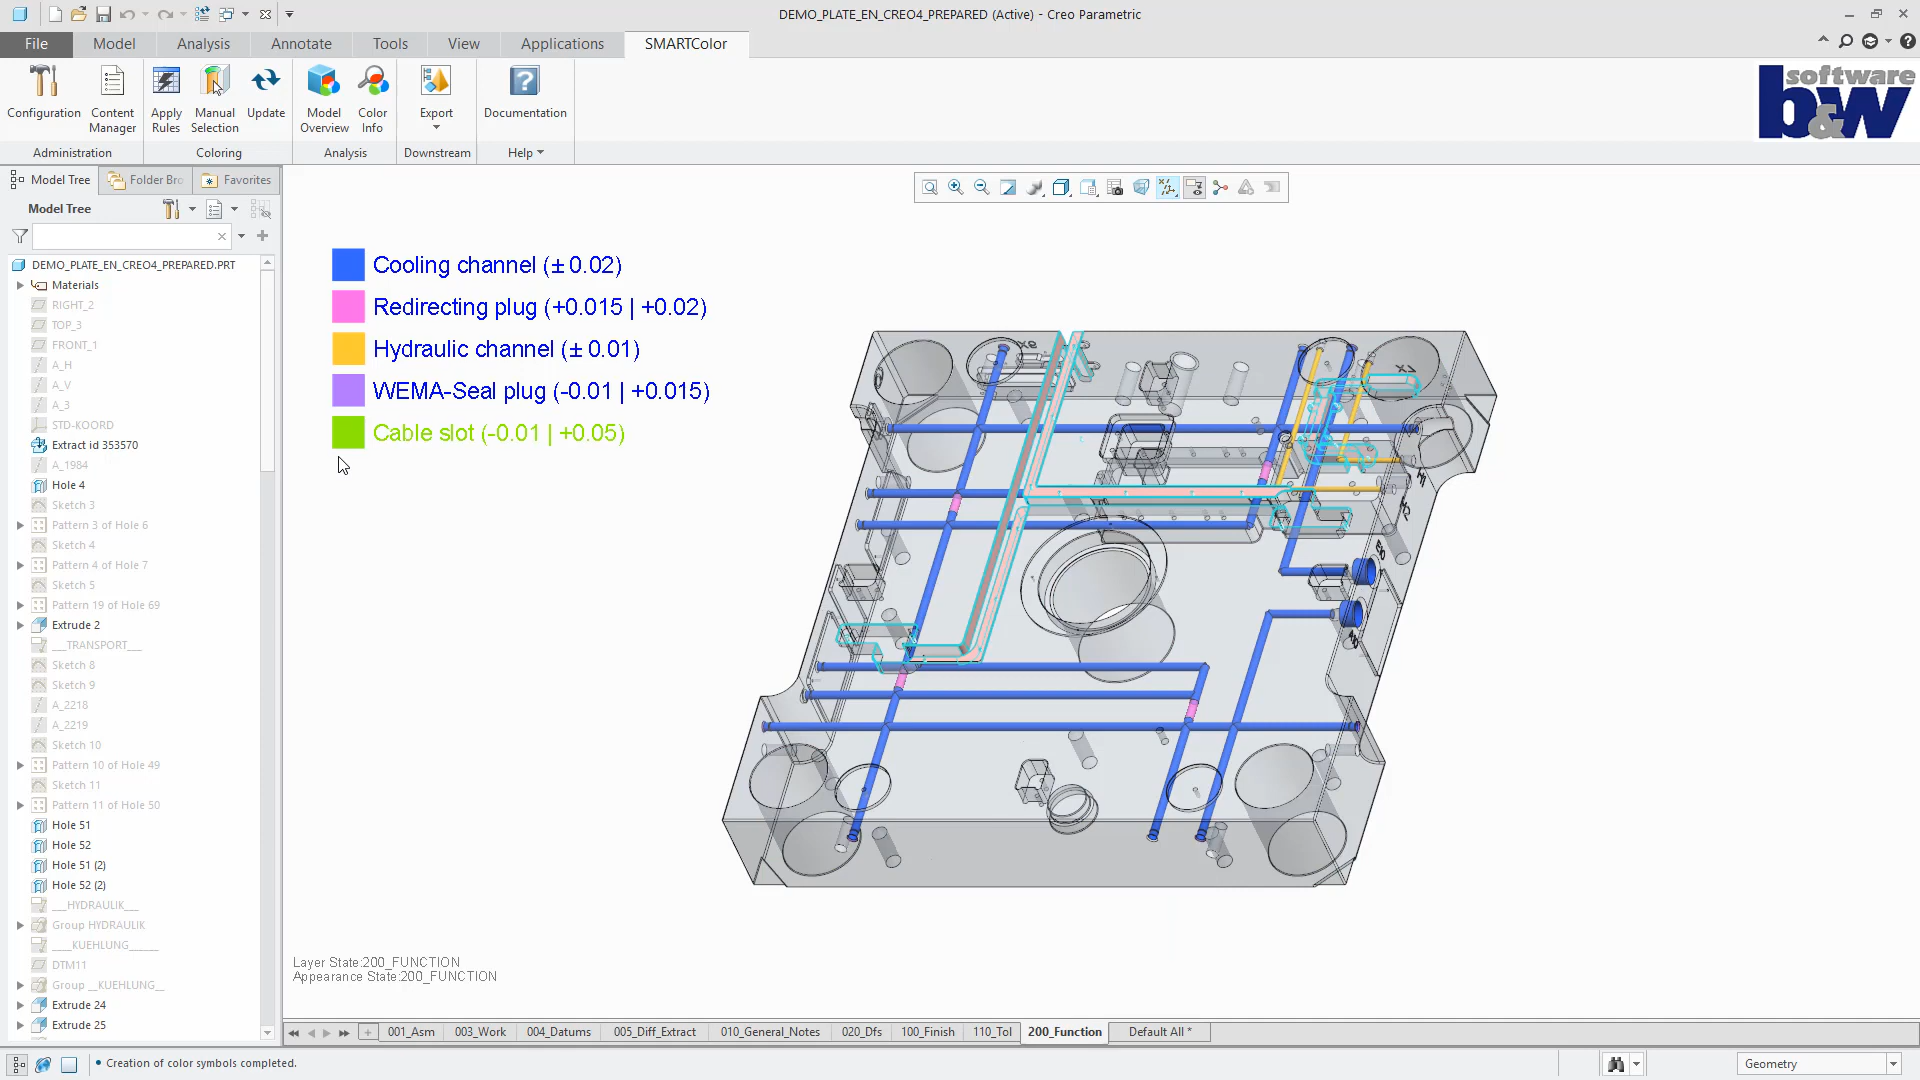 DEMO_PLATE_EN_CREO4_PREPARED (Active) - Creo Parametric
File
Model
Analysis
Annotate
Tools
View
Applications
SMARTColor
Configuration
Content Manager
Apply Rules
Manual Selection
Update
Model Overview
Color Info
Export
Documentation
Administration
Coloring
Analysis
Downstream
Help
software
b&w
Model Tree
Folder Bro
Favorites
Model Tree
DEMO_PLATE_EN_CREO4_PREPARED.PRT
Materials
RIGHT_2
TOP_3
FRONT_1
A_H
A_V
A_3
STD-KOORD
Extract id 353570
A_1984
Hole 4
Sketch 3
Pattern 3 of Hole 6
Sketch 4
Pattern 4 of Hole 7
Sketch 5
Pattern 19 of Hole 69
Extrude 2
___TRANSPORT___
Sketch 8
Sketch 9
A_2218
A_2219
Sketch 10
Pattern 10 of Hole 49
Sketch 11
Pattern 11 of Hole 50
Hole 51
Hole 52
Hole 51 (2)
Hole 52 (2)
___HYDRAULIK___
Group HYDRAULIK
____KUEHLUNG______
DTM11
Group __KUEHLUNG__
Extrude 24
Extrude 25
Cooling channel (± 0.02)
Redirecting plug (+0.015 | +0.02)
Hydraulic channel (± 0.01)
WEMA-Seal plug (-0.01 | +0.015)
Cable slot (-0.01 | +0.05)
Layer State:200_FUNCTION
Appearance State:200_FUNCTION
001_Asm
003_Work
004_Datums
005_Diff_Extract
010_General_Notes
020_Dfs
100_Finish
110_Tol
200_Function
Default All *
• Creation of color symbols completed.
Geometry